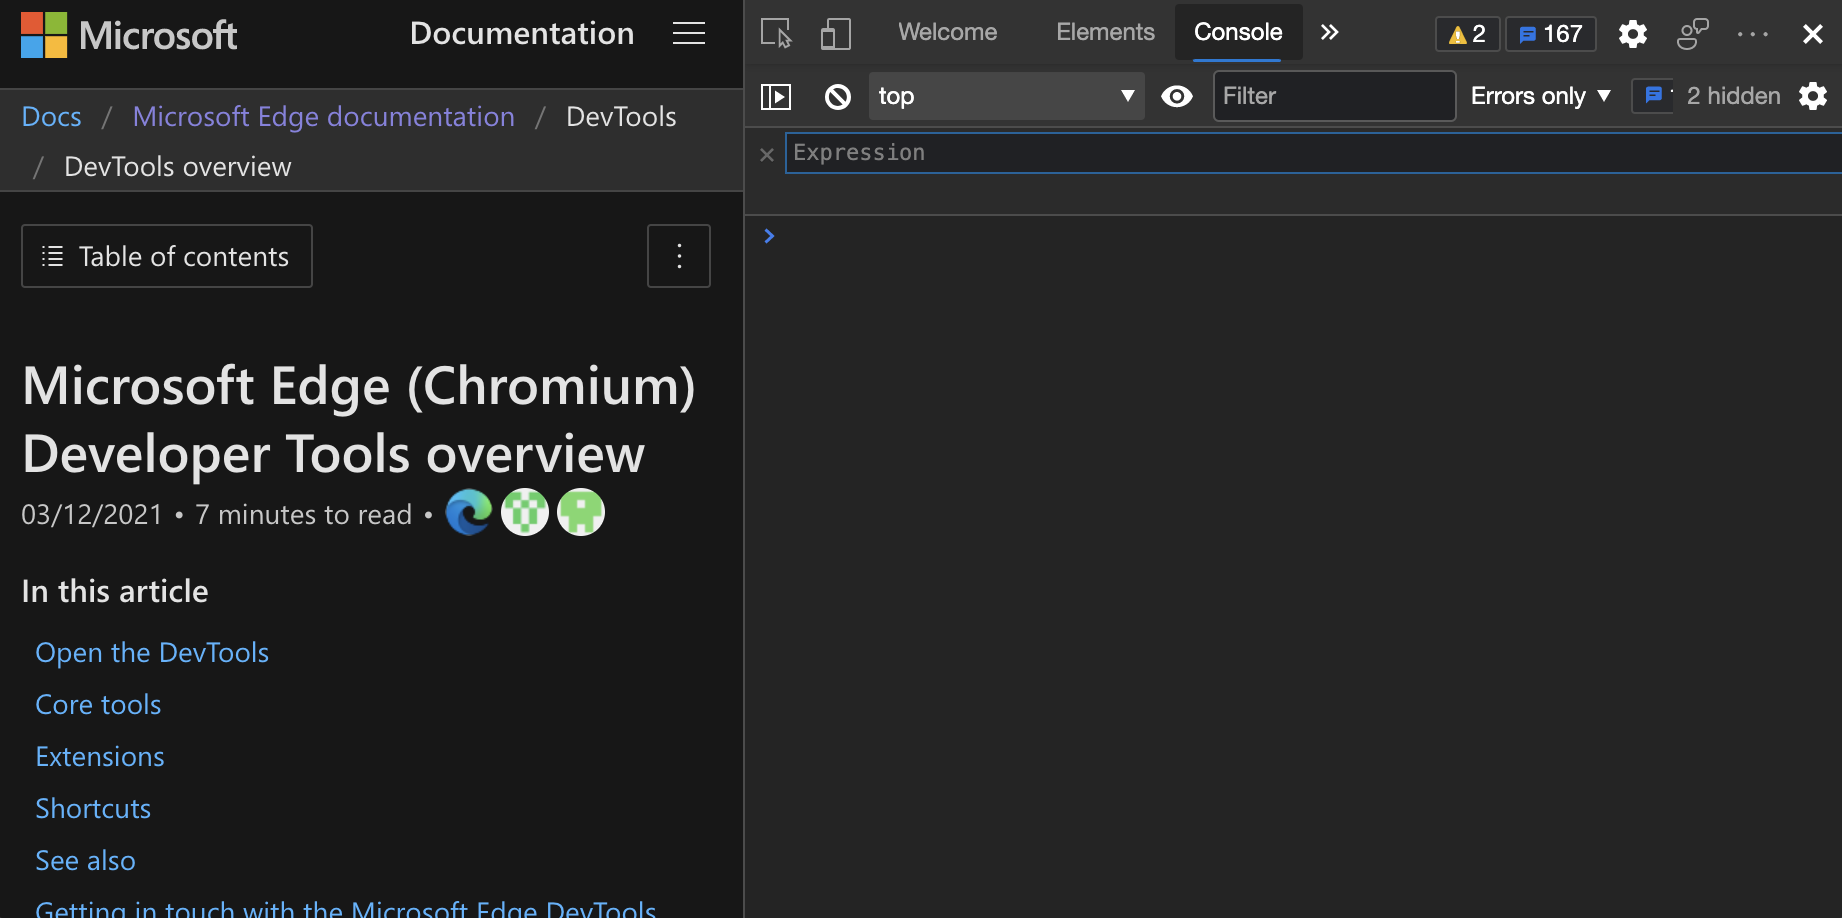 Microsoft
Documentation
Docs / Microsoft Edge documentation / DevTools
/ DevTools overview
Table of contents
Microsoft Edge (Chromium)
Developer Tools overview
03/12/2021 • 7 minutes to read •
In this article
Open the DevTools
Core tools
Extensions
Shortcuts
See also
Getting in touch with the Microsoft Edge DevTools
Welcome Elements Console » 2 167
top Filter Errors only 2 hidden
Expression